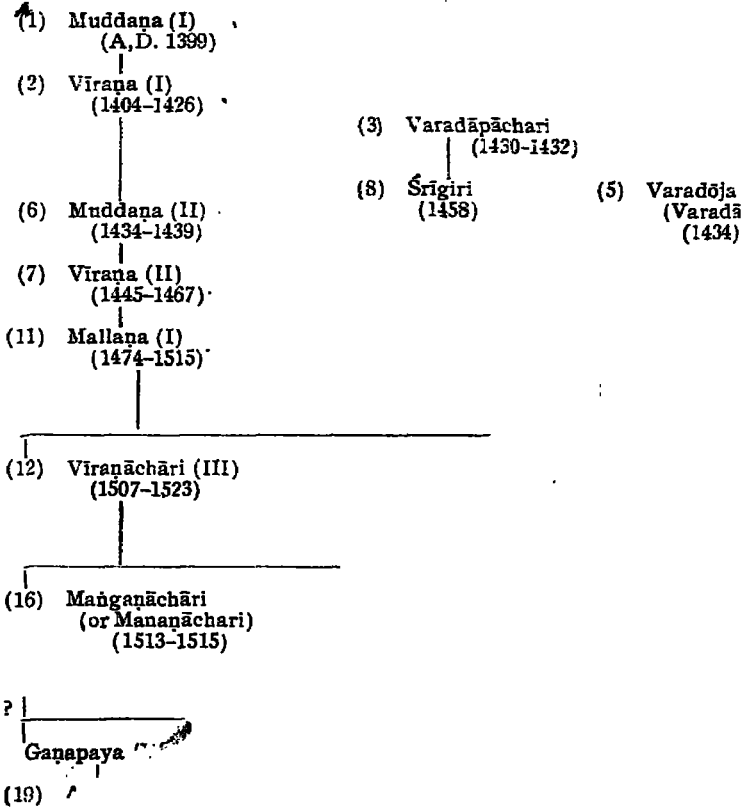 (1) Muddaṇa (I)
(A.D. 1399)
(2) Vīraṇa (I)
(1404–1426)
(3) Varadāpāchari
(1430–1432)
(8) Śrīgiri
(1458)
(5) Varadōja
(Varadā
(1434)
(6) Muddaṇa (II)
(1434–1439)
(7) Vīraṇa (II)
(1445–1467)
(11) Mallaṇa (I)
(1474–1515)
(12) Vīraṇāchāri (III)
(1507–1523)
(16) Maṅgaṇāchāri
(or Manaṇāchari)
(1513–1515)
?
Gaṇapaya
(19)